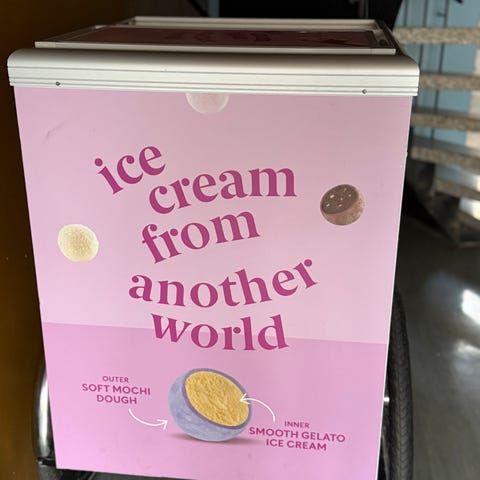 ice
cream
from
another
world
OUTER
SOFT MOCHI
DOUGH
INNER
SMOOTH GELATO
ICE CREAM